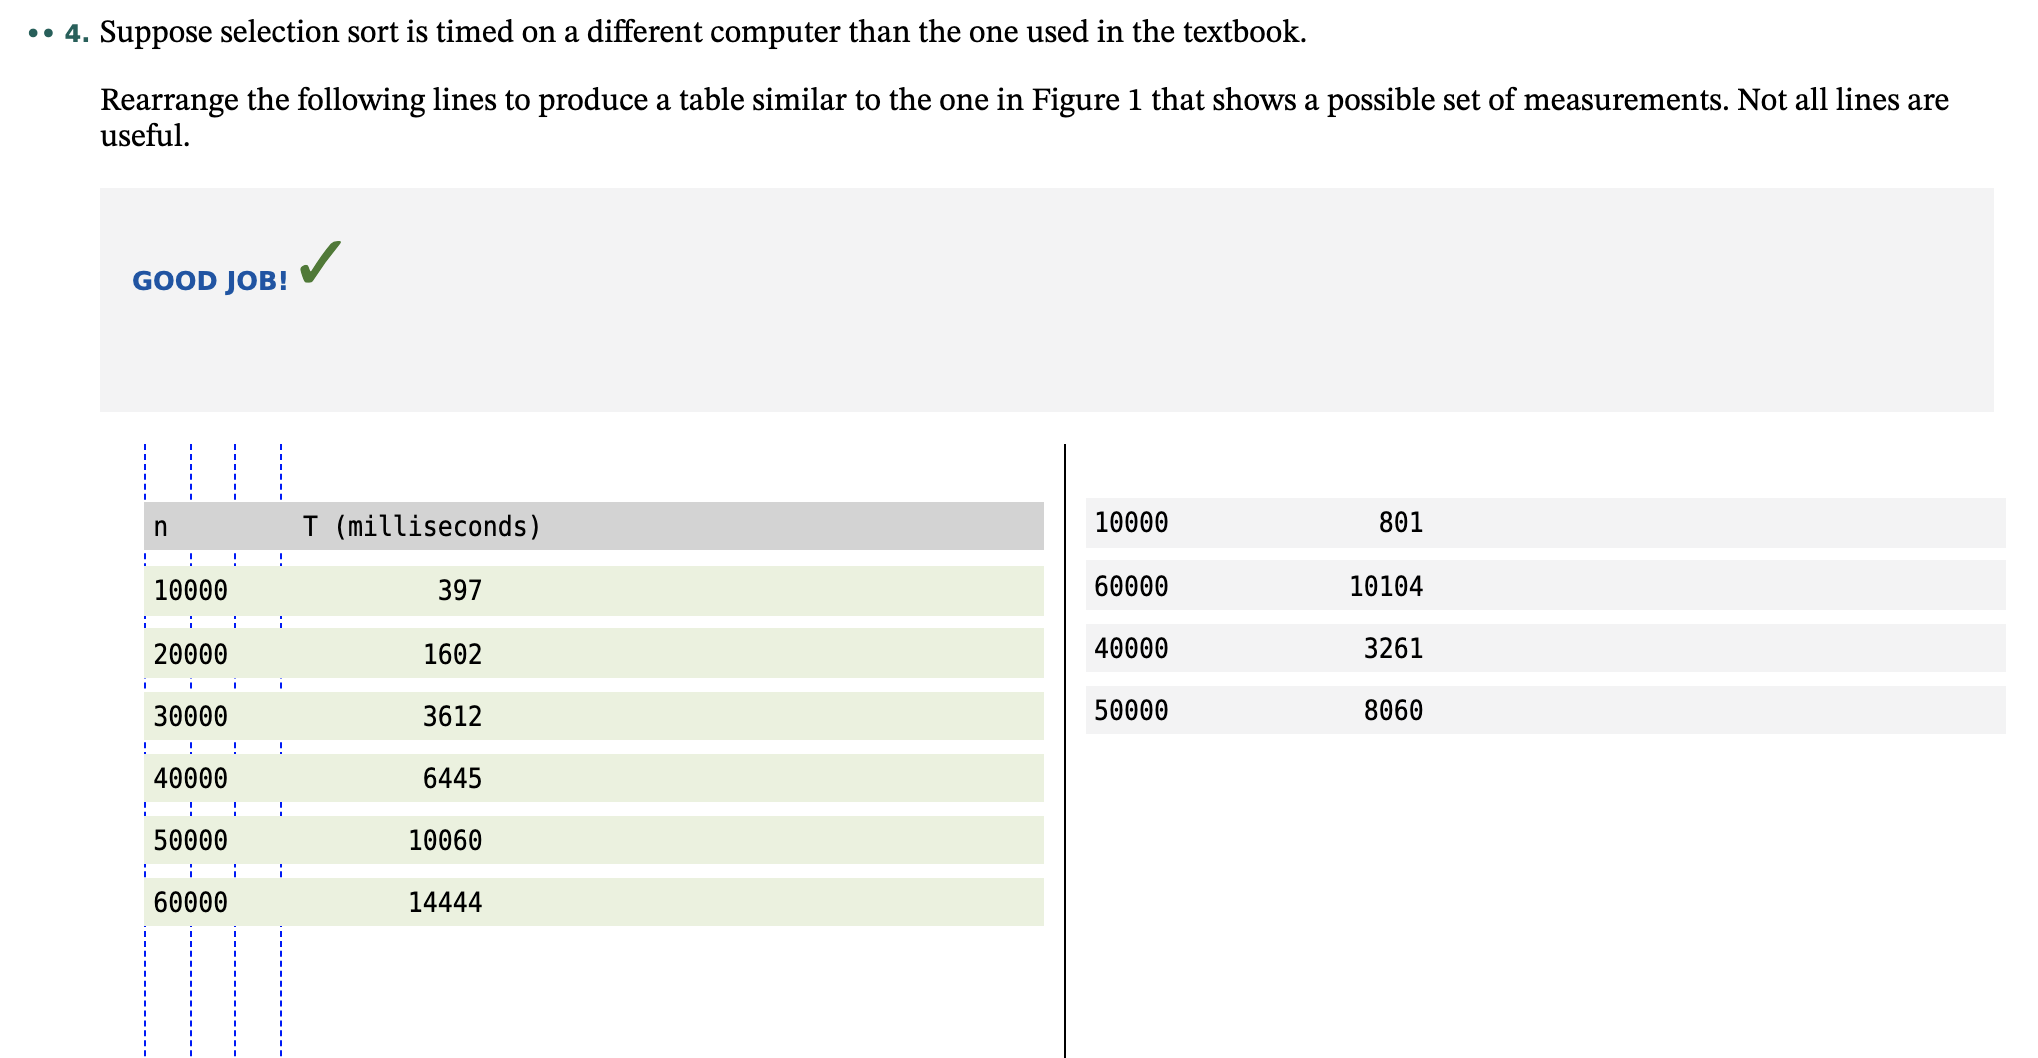 •• 4. Suppose selection sort is timed on a different computer than the one used in the textbook.
Rearrange the following lines to produce a table similar to the one in Figure 1 that shows a possible set of measurements. Not all lines are
useful.
GOOD JOB! ✓
n T (milliseconds)
10000 397
20000 1602
30000 3612
40000 6445
50000 10060
60000 14444
10000 801
60000 10104
40000 3261
50000 8060